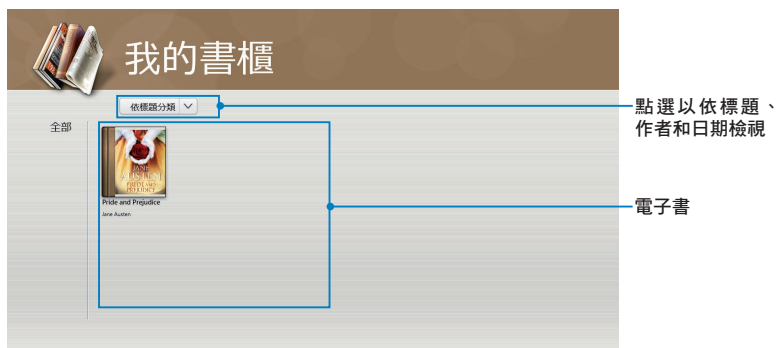 我的書櫃
依標題分類
全部
JANE
AUSTEN
PRIDE AND
PREJUDICE
Pride and Prejudice
Jane Austen
點選以依標題、
作者和日期檢視
電子書